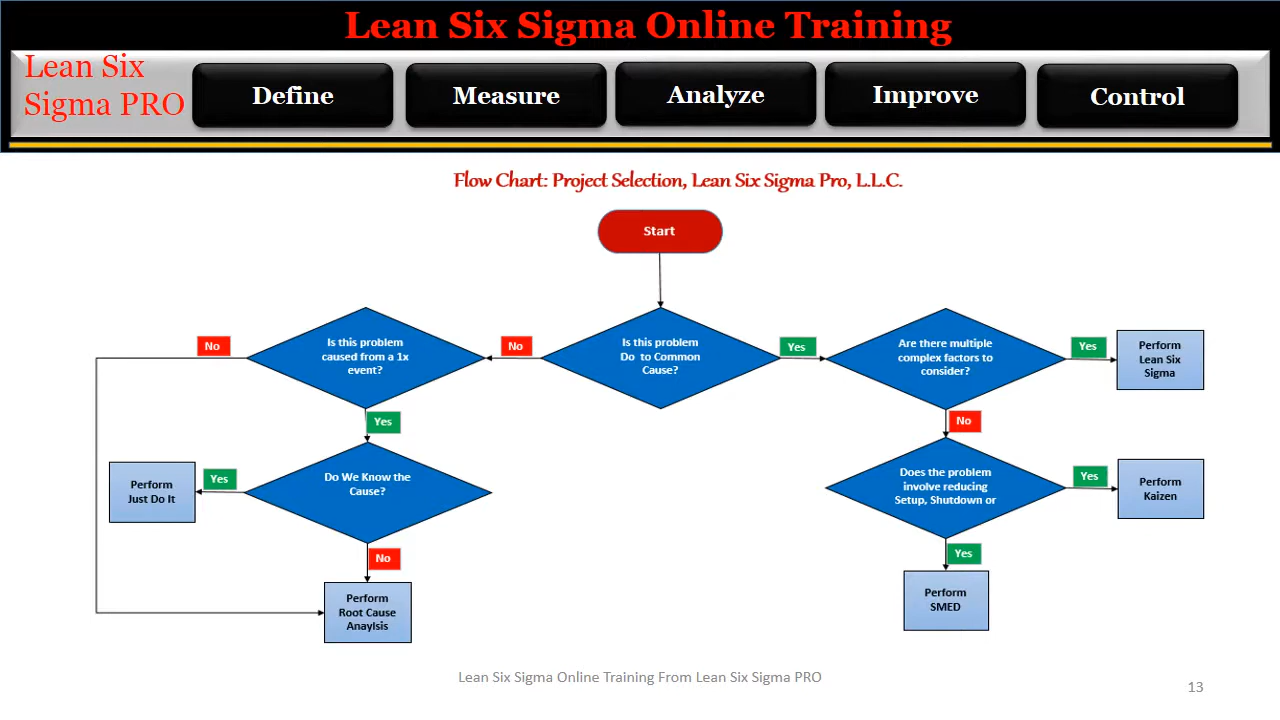 Lean Six Sigma Online Training
Lean Six
Sigma PRO
Define
Measure
Analyze
Improve
Control
Flow Chart: Project Selection, Lean Six Sigma Pro, L.L.C.
Start
No
Is this problem
caused from a 1x
event?
No
Is this problem
Do to Common
Cause?
Yes
Are there multiple
complex factors to
consider?
Yes
Perform
Lean Six
Sigma
Yes
No
Perform
Just Do It
Yes
Do We Know the
Cause?
Does the problem
involve reducing
Setup, Shutdown or
Yes
Perform
Kaizen
No
Yes
Perform
Root Cause
Anaylsis
Perform
SMED
Lean Six Sigma Online Training From Lean Six Sigma PRO
13